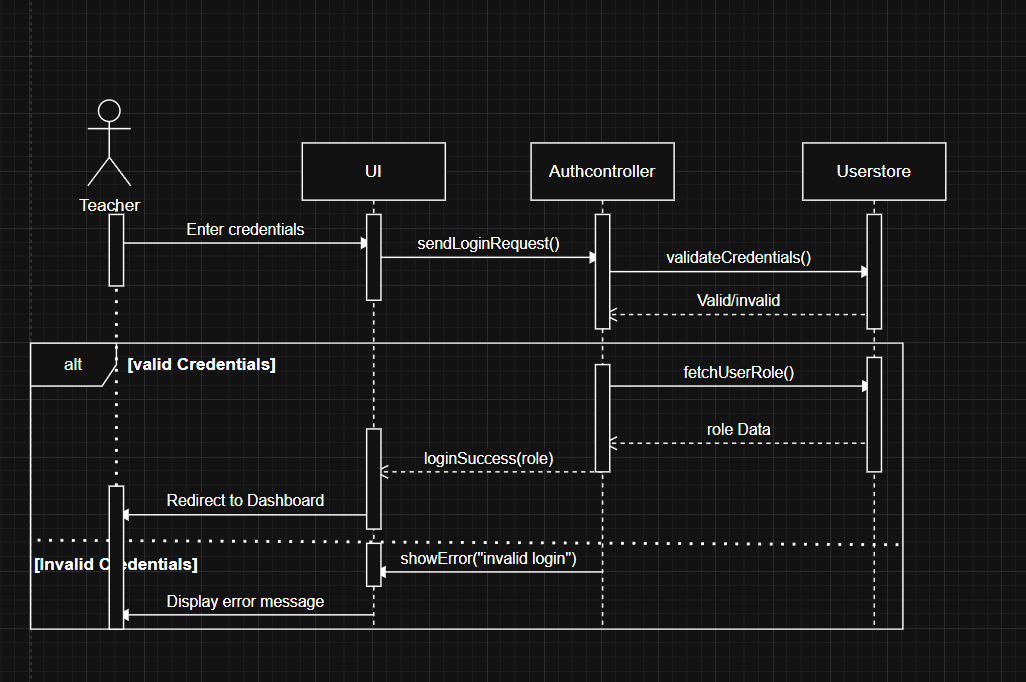 Teacher
UI
Authcontroller
Userstore
Enter credentials
sendLoginRequest()
validateCredentials()
Valid/invalid
alt
[valid Credentials]
fetchUserRole()
role Data
loginSuccess(role)
Redirect to Dashboard
[Invalid Credentials]
showError("invalid login")
Display error message